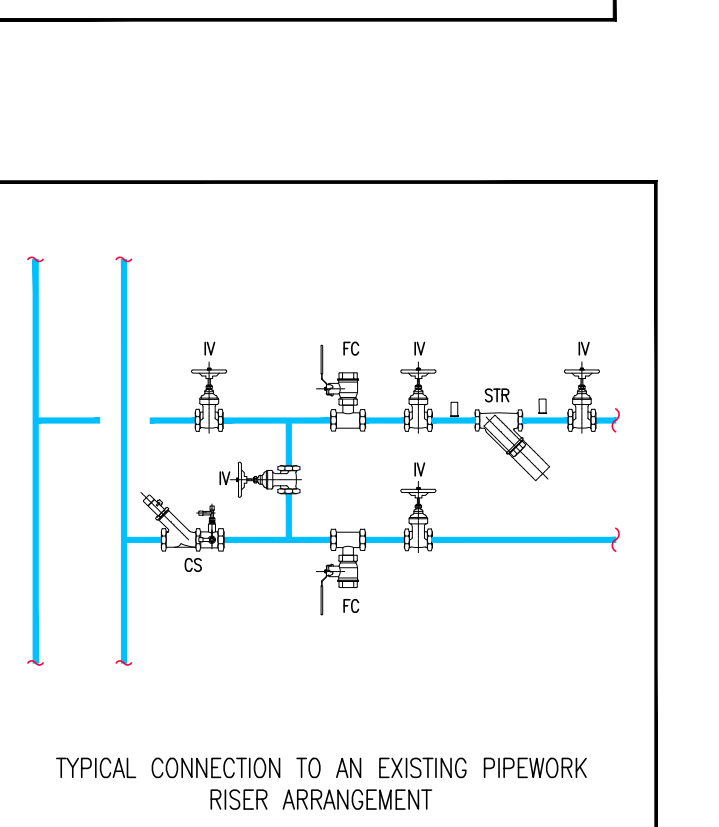 IV FC IV IV
STR
IV IV
CS
FC
TYPICAL CONNECTION TO AN EXISTING PIPEWORK
RISER ARRANGEMENT